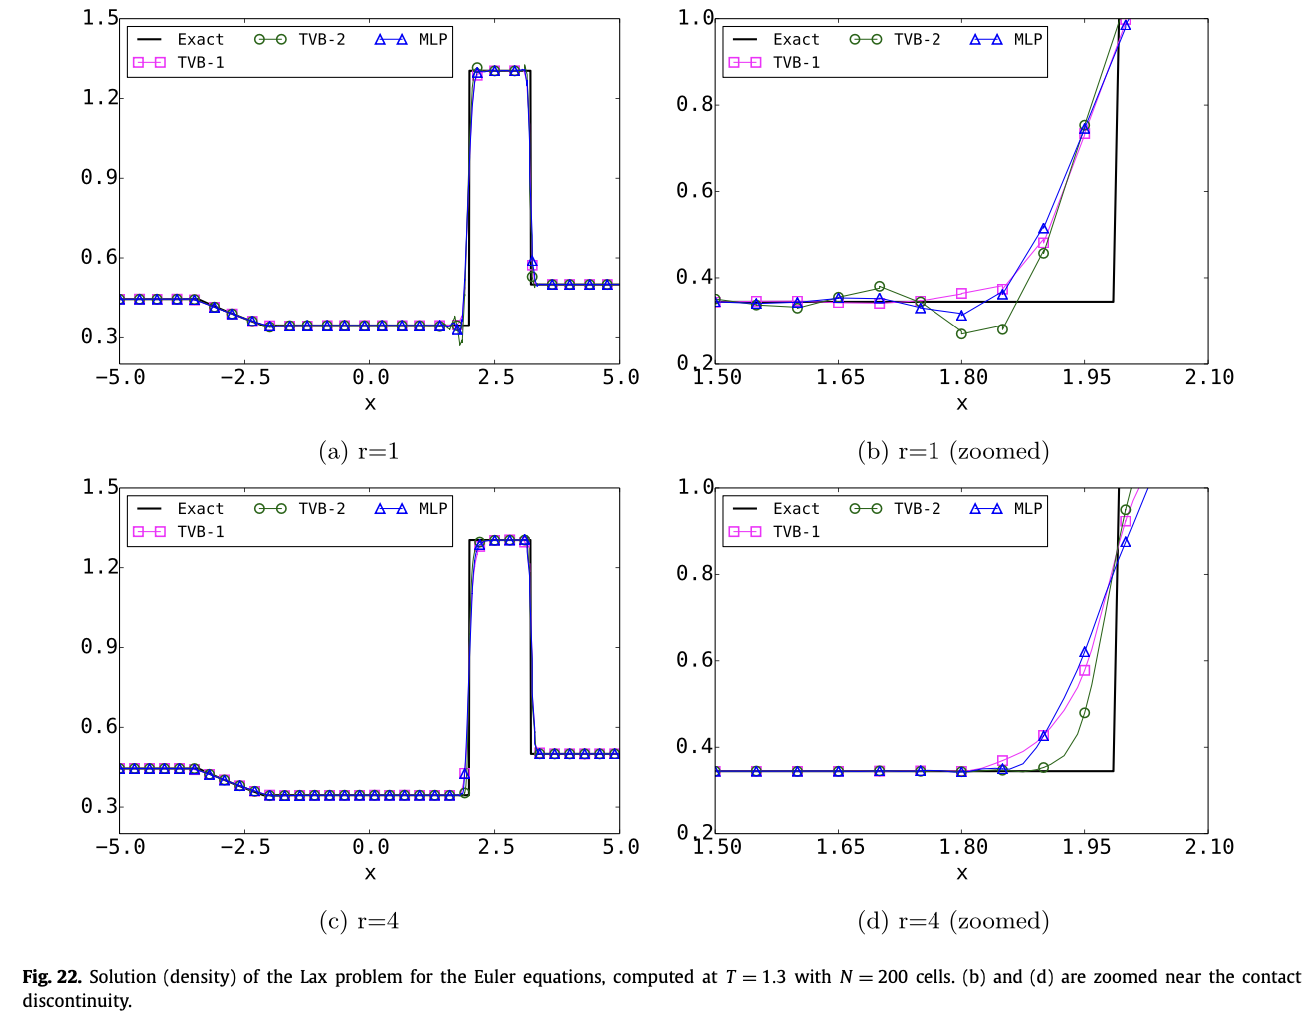 1.5
1.2
0.9
0.6
0.3
Exact TVB-2 MLP
TVB-1
−5.0 −2.5 0.0 2.5 5.0
x
(a) r=1
1.0
0.8
0.6
0.4
0.2
Exact TVB-2 MLP
TVB-1
1.50 1.65 1.80 1.95 2.10
x
(b) r=1 (zoomed)
1.5
1.2
0.9
0.6
0.3
Exact TVB-2 MLP
TVB-1
−5.0 −2.5 0.0 2.5 5.0
x
(c) r=4
1.0
0.8
0.6
0.4
0.2
Exact TVB-2 MLP
TVB-1
1.50 1.65 1.80 1.95 2.10
x
(d) r=4 (zoomed)
Fig. 22. Solution (density) of the Lax problem for the Euler equations, computed at T = 1.3 with N = 200 cells. (b) and (d) are zoomed near the contact
discontinuity.